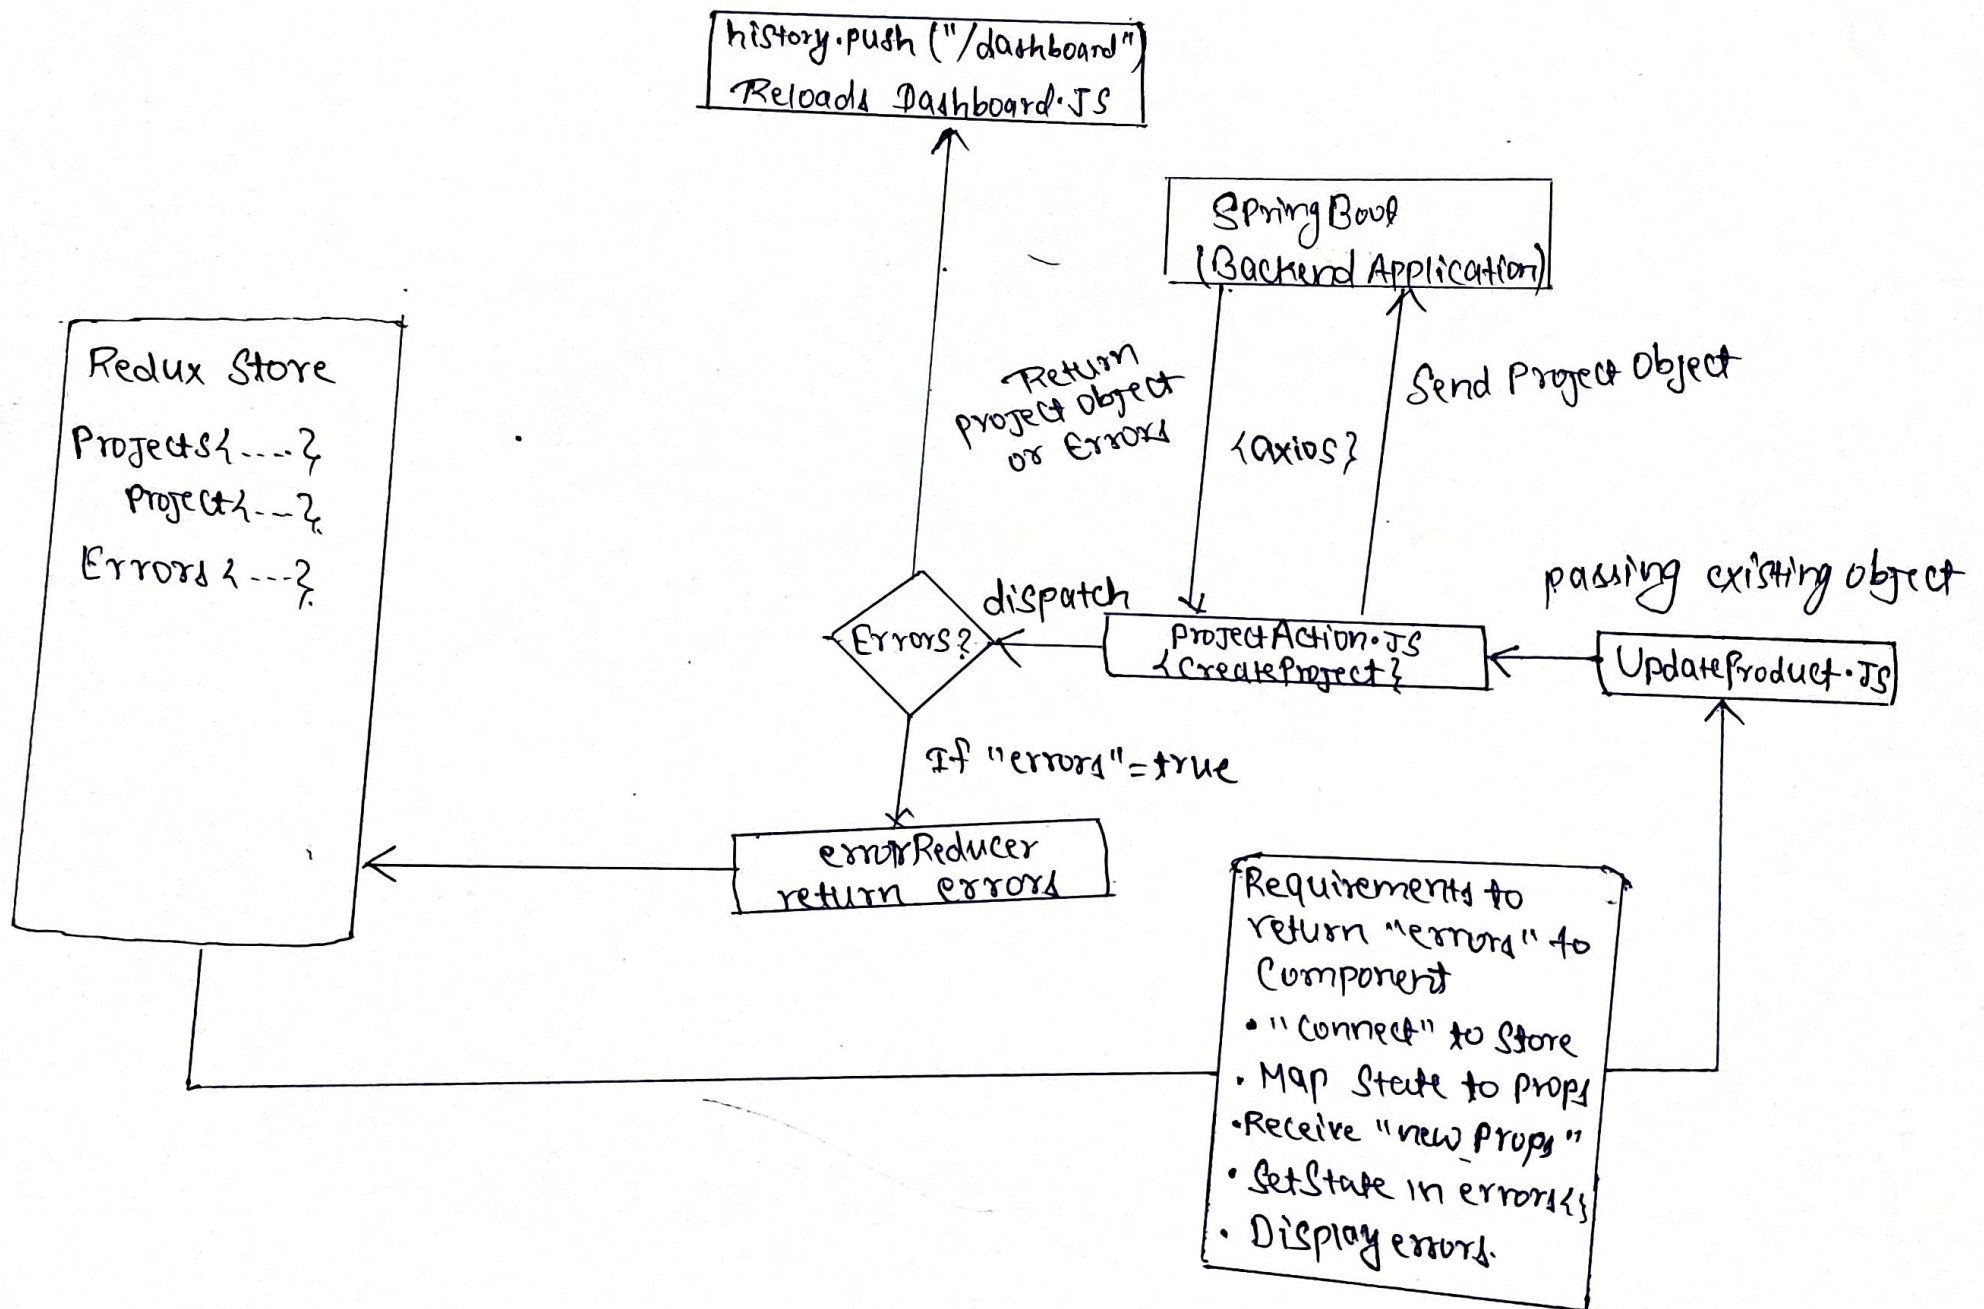 history.push ("/dashboard")
Reloads Dashboard.JS
Spring Boot
(Backend Application)
Redux Store
Projects{----}
Project{---}
Errors{---}
Return
project object
or Errors
{axios}
Send Project Object
passing existing object
dispatch
Errors?
ProjectAction.JS
{CreateProject}
UpdateProduct.JS
If "errors"=true
errorReducer
return errors
Requirements to
return "errors" to
Component
• "Connect" to Store
• Map State to props
• Receive "new props"
• SetState in errors{}
• Display errors.